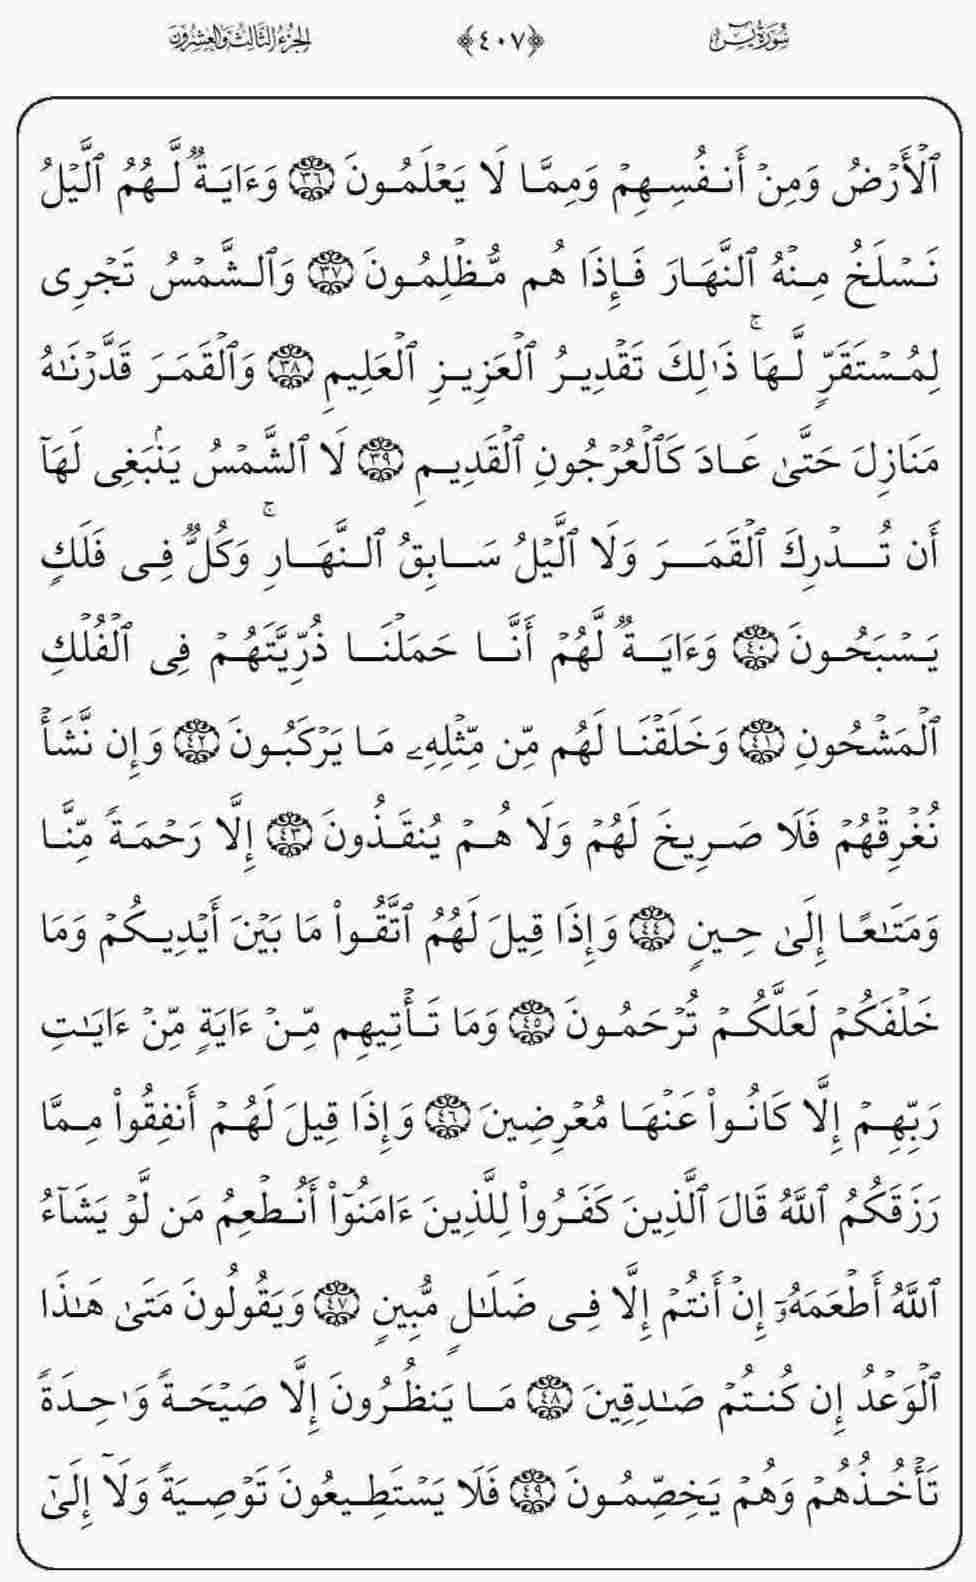 سُورَةُ يسٓ ﴿٤٠٧﴾ الجُزْءُ الثَّالِثُ وَالعِشْرُونَ
ٱلْأَرْضُ وَمِنْ أَنفُسِهِمْ وَمِمَّا لَا يَعْلَمُونَ ٣٦ وَءَايَةٌ لَّهُمُ ٱلَّيْلُ
نَسْلَخُ مِنْهُ ٱلنَّهَارَ فَإِذَا هُم مُّظْلِمُونَ ٣٧ وَٱلشَّمْسُ تَجْرِى
لِمُسْتَقَرٍّ لَّهَا ۚ ذَٰلِكَ تَقْدِيرُ ٱلْعَزِيزِ ٱلْعَلِيمِ ٣٨ وَٱلْقَمَرَ قَدَّرْنَٰهُ
مَنَازِلَ حَتَّىٰ عَادَ كَٱلْعُرْجُونِ ٱلْقَدِيمِ ٣٩ لَا ٱلشَّمْسُ يَنۢبَغِى لَهَآ
أَن تُدْرِكَ ٱلْقَمَرَ وَلَا ٱلَّيْلُ سَابِقُ ٱلنَّهَارِ ۚ وَكُلٌّ فِى فَلَكٍ
يَسْبَحُونَ ٤٠ وَءَايَةٌ لَّهُمْ أَنَّا حَمَلْنَا ذُرِّيَّتَهُمْ فِى ٱلْفُلْكِ
ٱلْمَشْحُونِ ٤١ وَخَلَقْنَا لَهُم مِّن مِّثْلِهِۦ مَا يَرْكَبُونَ ٤٢ وَإِن نَّشَأْ
نُغْرِقْهُمْ فَلَا صَرِيخَ لَهُمْ وَلَا هُمْ يُنقَذُونَ ٤٣ إِلَّا رَحْمَةً مِّنَّا
وَمَتَٰعًا إِلَىٰ حِينٍ ٤٤ وَإِذَا قِيلَ لَهُمُ ٱتَّقُوا۟ مَا بَيْنَ أَيْدِيكُمْ وَمَا
خَلْفَكُمْ لَعَلَّكُمْ تُرْحَمُونَ ٤٥ وَمَا تَأْتِيهِم مِّنْ ءَايَةٍ مِّنْ ءَايَٰتِ
رَبِّهِمْ إِلَّا كَانُوا۟ عَنْهَا مُعْرِضِينَ ٤٦ وَإِذَا قِيلَ لَهُمْ أَنفِقُوا۟ مِمَّا
رَزَقَكُمُ ٱللَّهُ قَالَ ٱلَّذِينَ كَفَرُوا۟ لِلَّذِينَ ءَامَنُوٓا۟ أَنُطْعِمُ مَن لَّوْ يَشَآءُ
ٱللَّهُ أَطْعَمَهُۥٓ إِنْ أَنتُمْ إِلَّا فِى ضَلَٰلٍ مُّبِينٍ ٤٧ وَيَقُولُونَ مَتَىٰ هَٰذَا
ٱلْوَعْدُ إِن كُنتُمْ صَٰدِقِينَ ٤٨ مَا يَنظُرُونَ إِلَّا صَيْحَةً وَٰحِدَةً
تَأْخُذُهُمْ وَهُمْ يَخِصِّمُونَ ٤٩ فَلَا يَسْتَطِيعُونَ تَوْصِيَةً وَلَآ إِلَىٰٓ